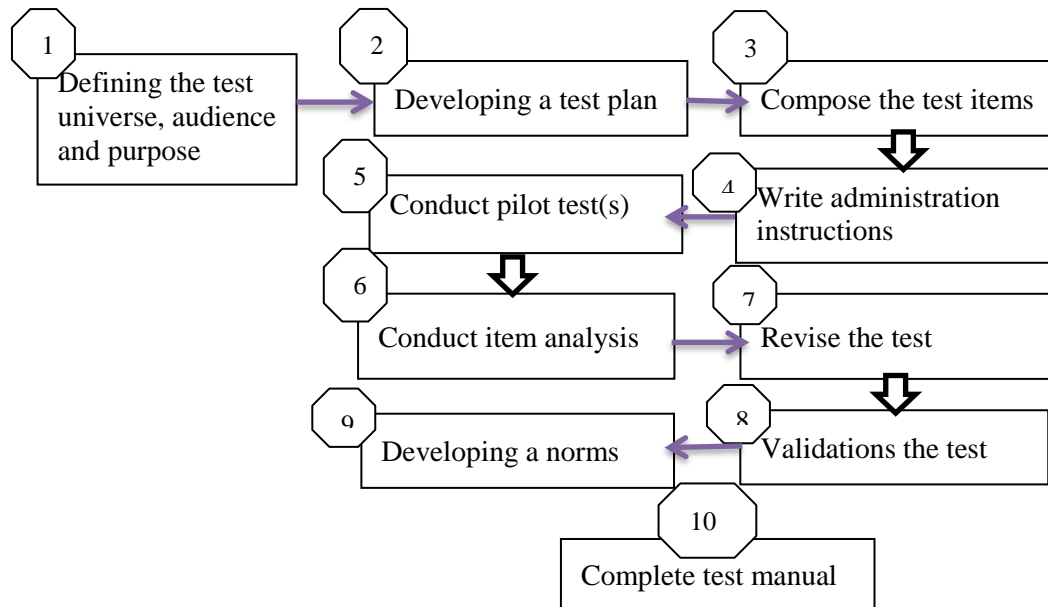 1
Defining the test
universe, audience
and purpose
2
Developing a test plan
3
Compose the test items
4
Write administration
instructions
5
Conduct pilot test(s)
6
Conduct item analysis
7
Revise the test
8
Validations the test
9
Developing a norms
10
Complete test manual